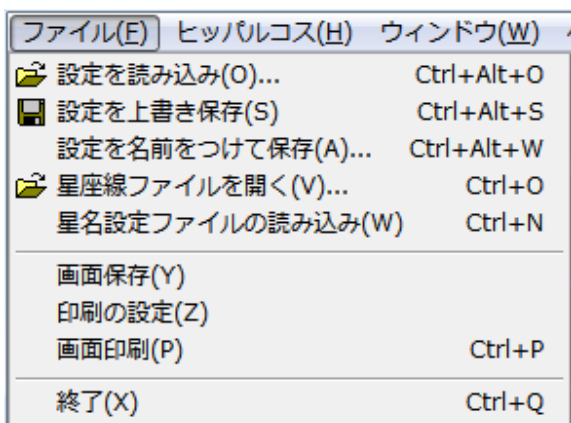 ファイル(F) ヒッパルコス(H) ウィンドウ(W)
設定を読み込み(O)... Ctrl+Alt+O
設定を上書き保存(S) Ctrl+Alt+S
設定を名前をつけて保存(A)... Ctrl+Alt+W
星座線ファイルを開く(V)... Ctrl+O
星名設定ファイルの読み込み(W) Ctrl+N
画面保存(Y)
印刷の設定(Z)
画面印刷(P) Ctrl+P
終了(X) Ctrl+Q